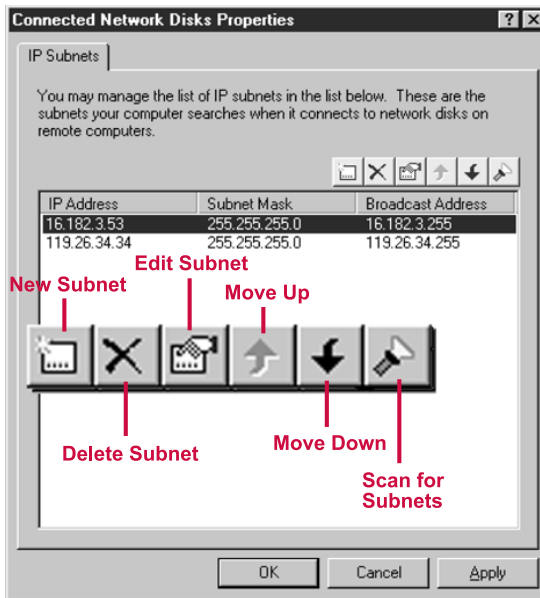 Connected Network Disks Properties
IP Subnets
You may manage the list of IP subnets in the list below. These are the
subnets your computer searches when it connects to network disks on
remote computers.
IP Address Subnet Mask Broadcast Address
16.182.3.53 255.255.255.0 16.182.3.255
119.26.34.34 255.255.255.0 119.26.34.255
New Subnet
Edit Subnet
Move Up
Delete Subnet
Move Down
Scan for
Subnets
OK Cancel Apply